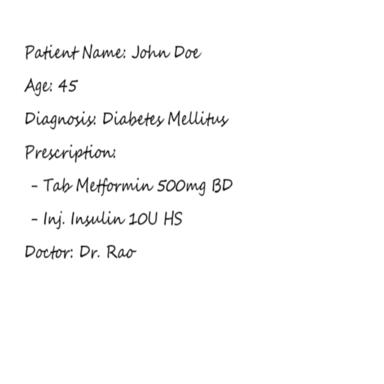 Patient Name: John Doe
Age: 45
Diagnosis: Diabetes Mellitus
Prescription:
- Tab Metformin 500mg BD
- Inj. Insulin 10U HS
Doctor: Dr. Rao